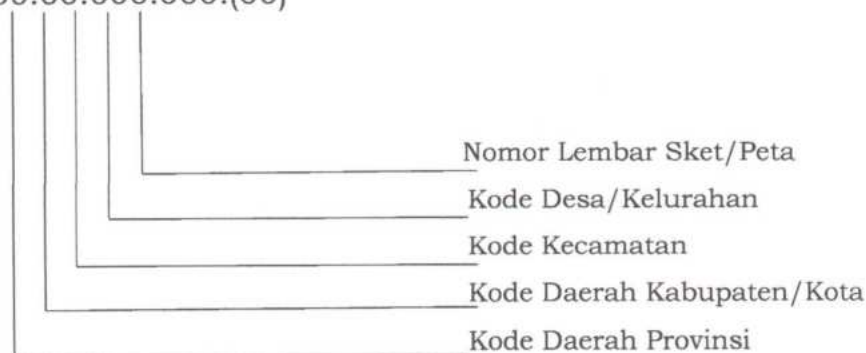 Nomor Lembar Sket/Peta
Kode Desa/Kelurahan
Kode Kecamatan
Kode Daerah Kabupaten/Kota
Kode Daerah Provinsi